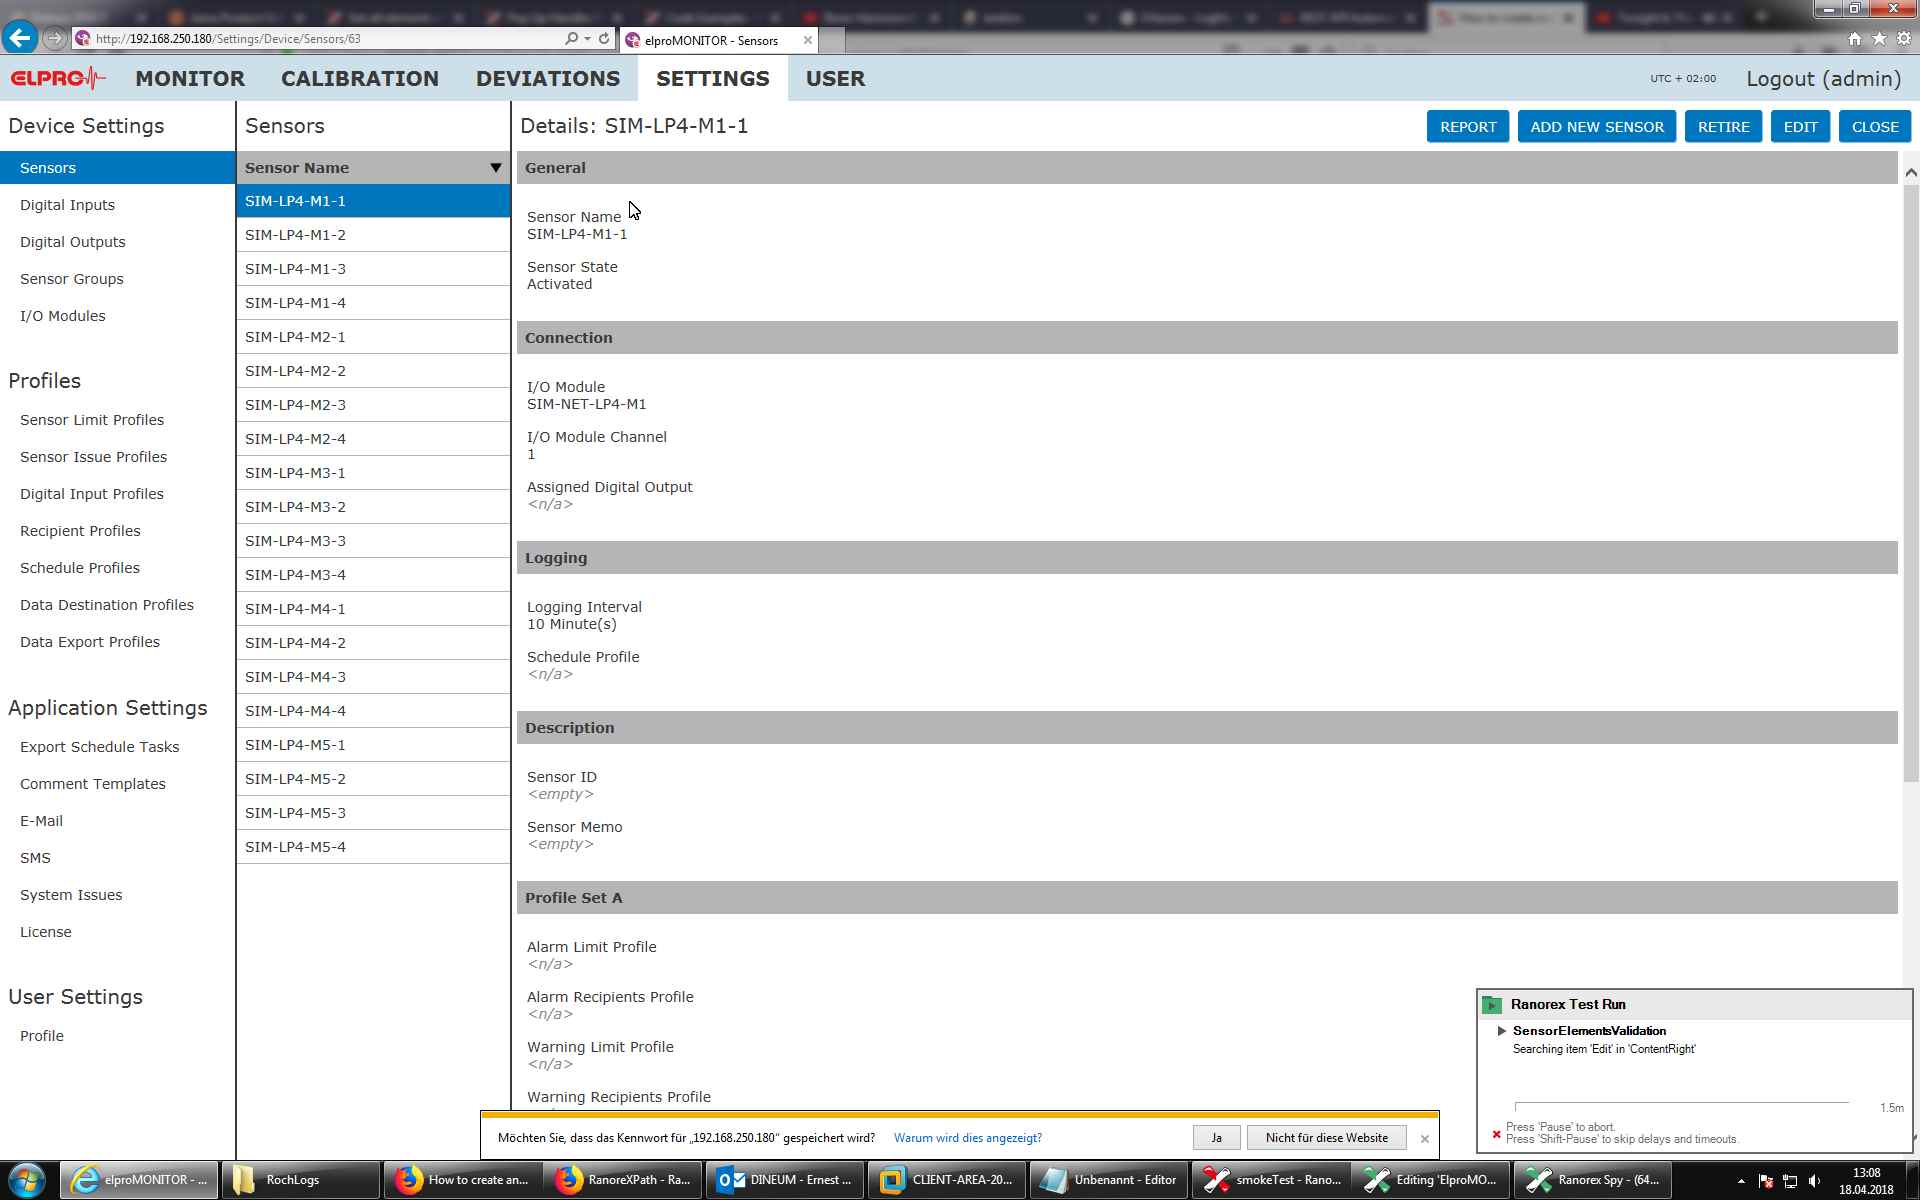 http://192.168.250.180/Settings/Device/Sensors/63
elproMONITOR - Sensors
ELPRO
MONITOR
CALIBRATION
DEVIATIONS
SETTINGS
USER
UTC + 02:00
Logout (admin)
Device Settings
Sensors
Digital Inputs
Digital Outputs
Sensor Groups
I/O Modules
Profiles
Sensor Limit Profiles
Sensor Issue Profiles
Digital Input Profiles
Recipient Profiles
Schedule Profiles
Data Destination Profiles
Data Export Profiles
Application Settings
Export Schedule Tasks
Comment Templates
E-Mail
SMS
System Issues
License
User Settings
Profile
Sensors
Sensor Name
SIM-LP4-M1-1
SIM-LP4-M1-2
SIM-LP4-M1-3
SIM-LP4-M1-4
SIM-LP4-M2-1
SIM-LP4-M2-2
SIM-LP4-M2-3
SIM-LP4-M2-4
SIM-LP4-M3-1
SIM-LP4-M3-2
SIM-LP4-M3-3
SIM-LP4-M3-4
SIM-LP4-M4-1
SIM-LP4-M4-2
SIM-LP4-M4-3
SIM-LP4-M4-4
SIM-LP4-M5-1
SIM-LP4-M5-2
SIM-LP4-M5-3
SIM-LP4-M5-4
Details: SIM-LP4-M1-1
REPORT
ADD NEW SENSOR
RETIRE
EDIT
CLOSE
General
Sensor Name
SIM-LP4-M1-1
Sensor State
Activated
Connection
I/O Module
SIM-NET-LP4-M1
I/O Module Channel
1
Assigned Digital Output
<n/a>
Logging
Logging Interval
10 Minute(s)
Schedule Profile
<n/a>
Description
Sensor ID
<empty>
Sensor Memo
<empty>
Profile Set A
Alarm Limit Profile
<n/a>
Alarm Recipients Profile
<n/a>
Warning Limit Profile
<n/a>
Warning Recipients Profile
Ranorex Test Run
SensorElementsValidation
Searching item 'Edit' in 'ContentRight'
1.5m
Press 'Pause' to abort.
Press 'Shift-Pause' to skip delays and timeouts.
Möchten Sie, dass das Kennwort für „192.168.250.180“ gespeichert wird?
Warum wird dies angezeigt?
Ja
Nicht für diese Website
elproMONITOR - ...
RochLogs
How to create an...
RanoreXPath - Ra...
DINEUM - Ernest ...
CLIENT-AREA-20...
Unbenannt - Editor
smokeTest - Rano...
Editing 'ElproMO...
Ranorex Spy - (64...
13:08
18.04.2018